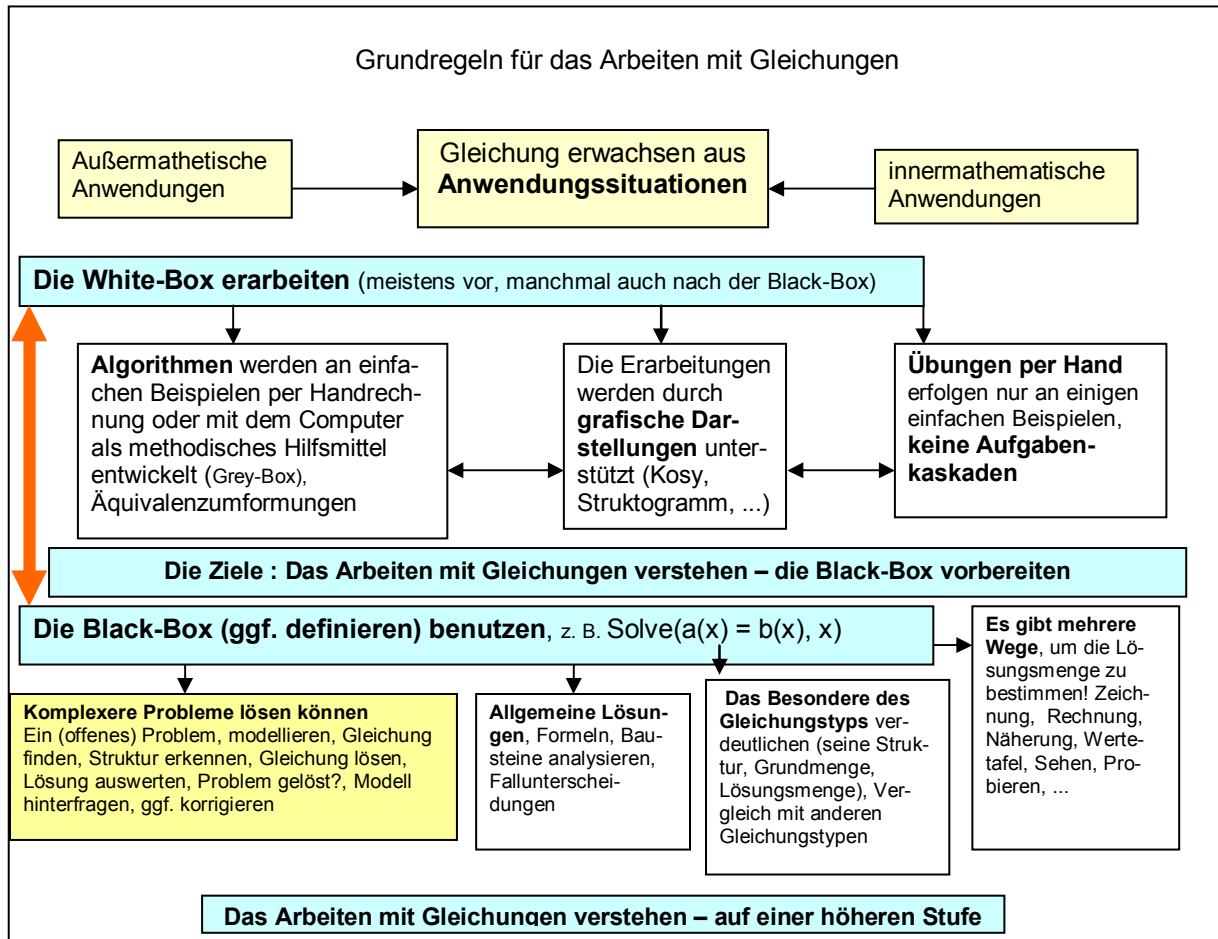 Grundregeln für das Arbeiten mit Gleichungen
Außermathetische
Anwendungen
Gleichung erwachsen aus
Anwendungssituationen
innermathematische
Anwendungen
Die White-Box erarbeiten (meistens vor, manchmal auch nach der Black-Box)
Algorithmen werden an einfa-
chen Beispielen per Handrech-
nung oder mit dem Computer
als methodisches Hilfsmittel
entwickelt (Grey-Box),
Äquivalenzumformungen
Die Erarbeitungen
werden durch
grafische Dar-
stellungen unter-
stützt (Kosy,
Struktogramm, ...)
Übungen per Hand
erfolgen nur an einigen
einfachen Beispielen,
keine Aufgaben-
kaskaden
Die Ziele : Das Arbeiten mit Gleichungen verstehen – die Black-Box vorbereiten
Die Black-Box (ggf. definieren) benutzen, z. B. Solve(a(x) = b(x), x)
Es gibt mehrere
Wege, um die Lö-
sungsmenge zu
bestimmen! Zeich-
nung, Rechnung,
Näherung, Werte-
tafel, Sehen, Pro-
bieren, ...
Komplexere Probleme lösen können
Ein (offenes) Problem, modellieren, Gleichung
finden, Struktur erkennen, Gleichung lösen,
Lösung auswerten, Problem gelöst?, Modell
hinterfragen, ggf. korrigieren
Allgemeine Lösun-
gen, Formeln, Bau-
steine analysieren,
Fallunterschei-
dungen
Das Besondere des
Gleichungstyps ver-
deutlichen (seine Struk-
tur, Grundmenge,
Lösungsmenge), Ver-
gleich mit anderen
Gleichungstypen
Das Arbeiten mit Gleichungen verstehen – auf einer höheren Stufe